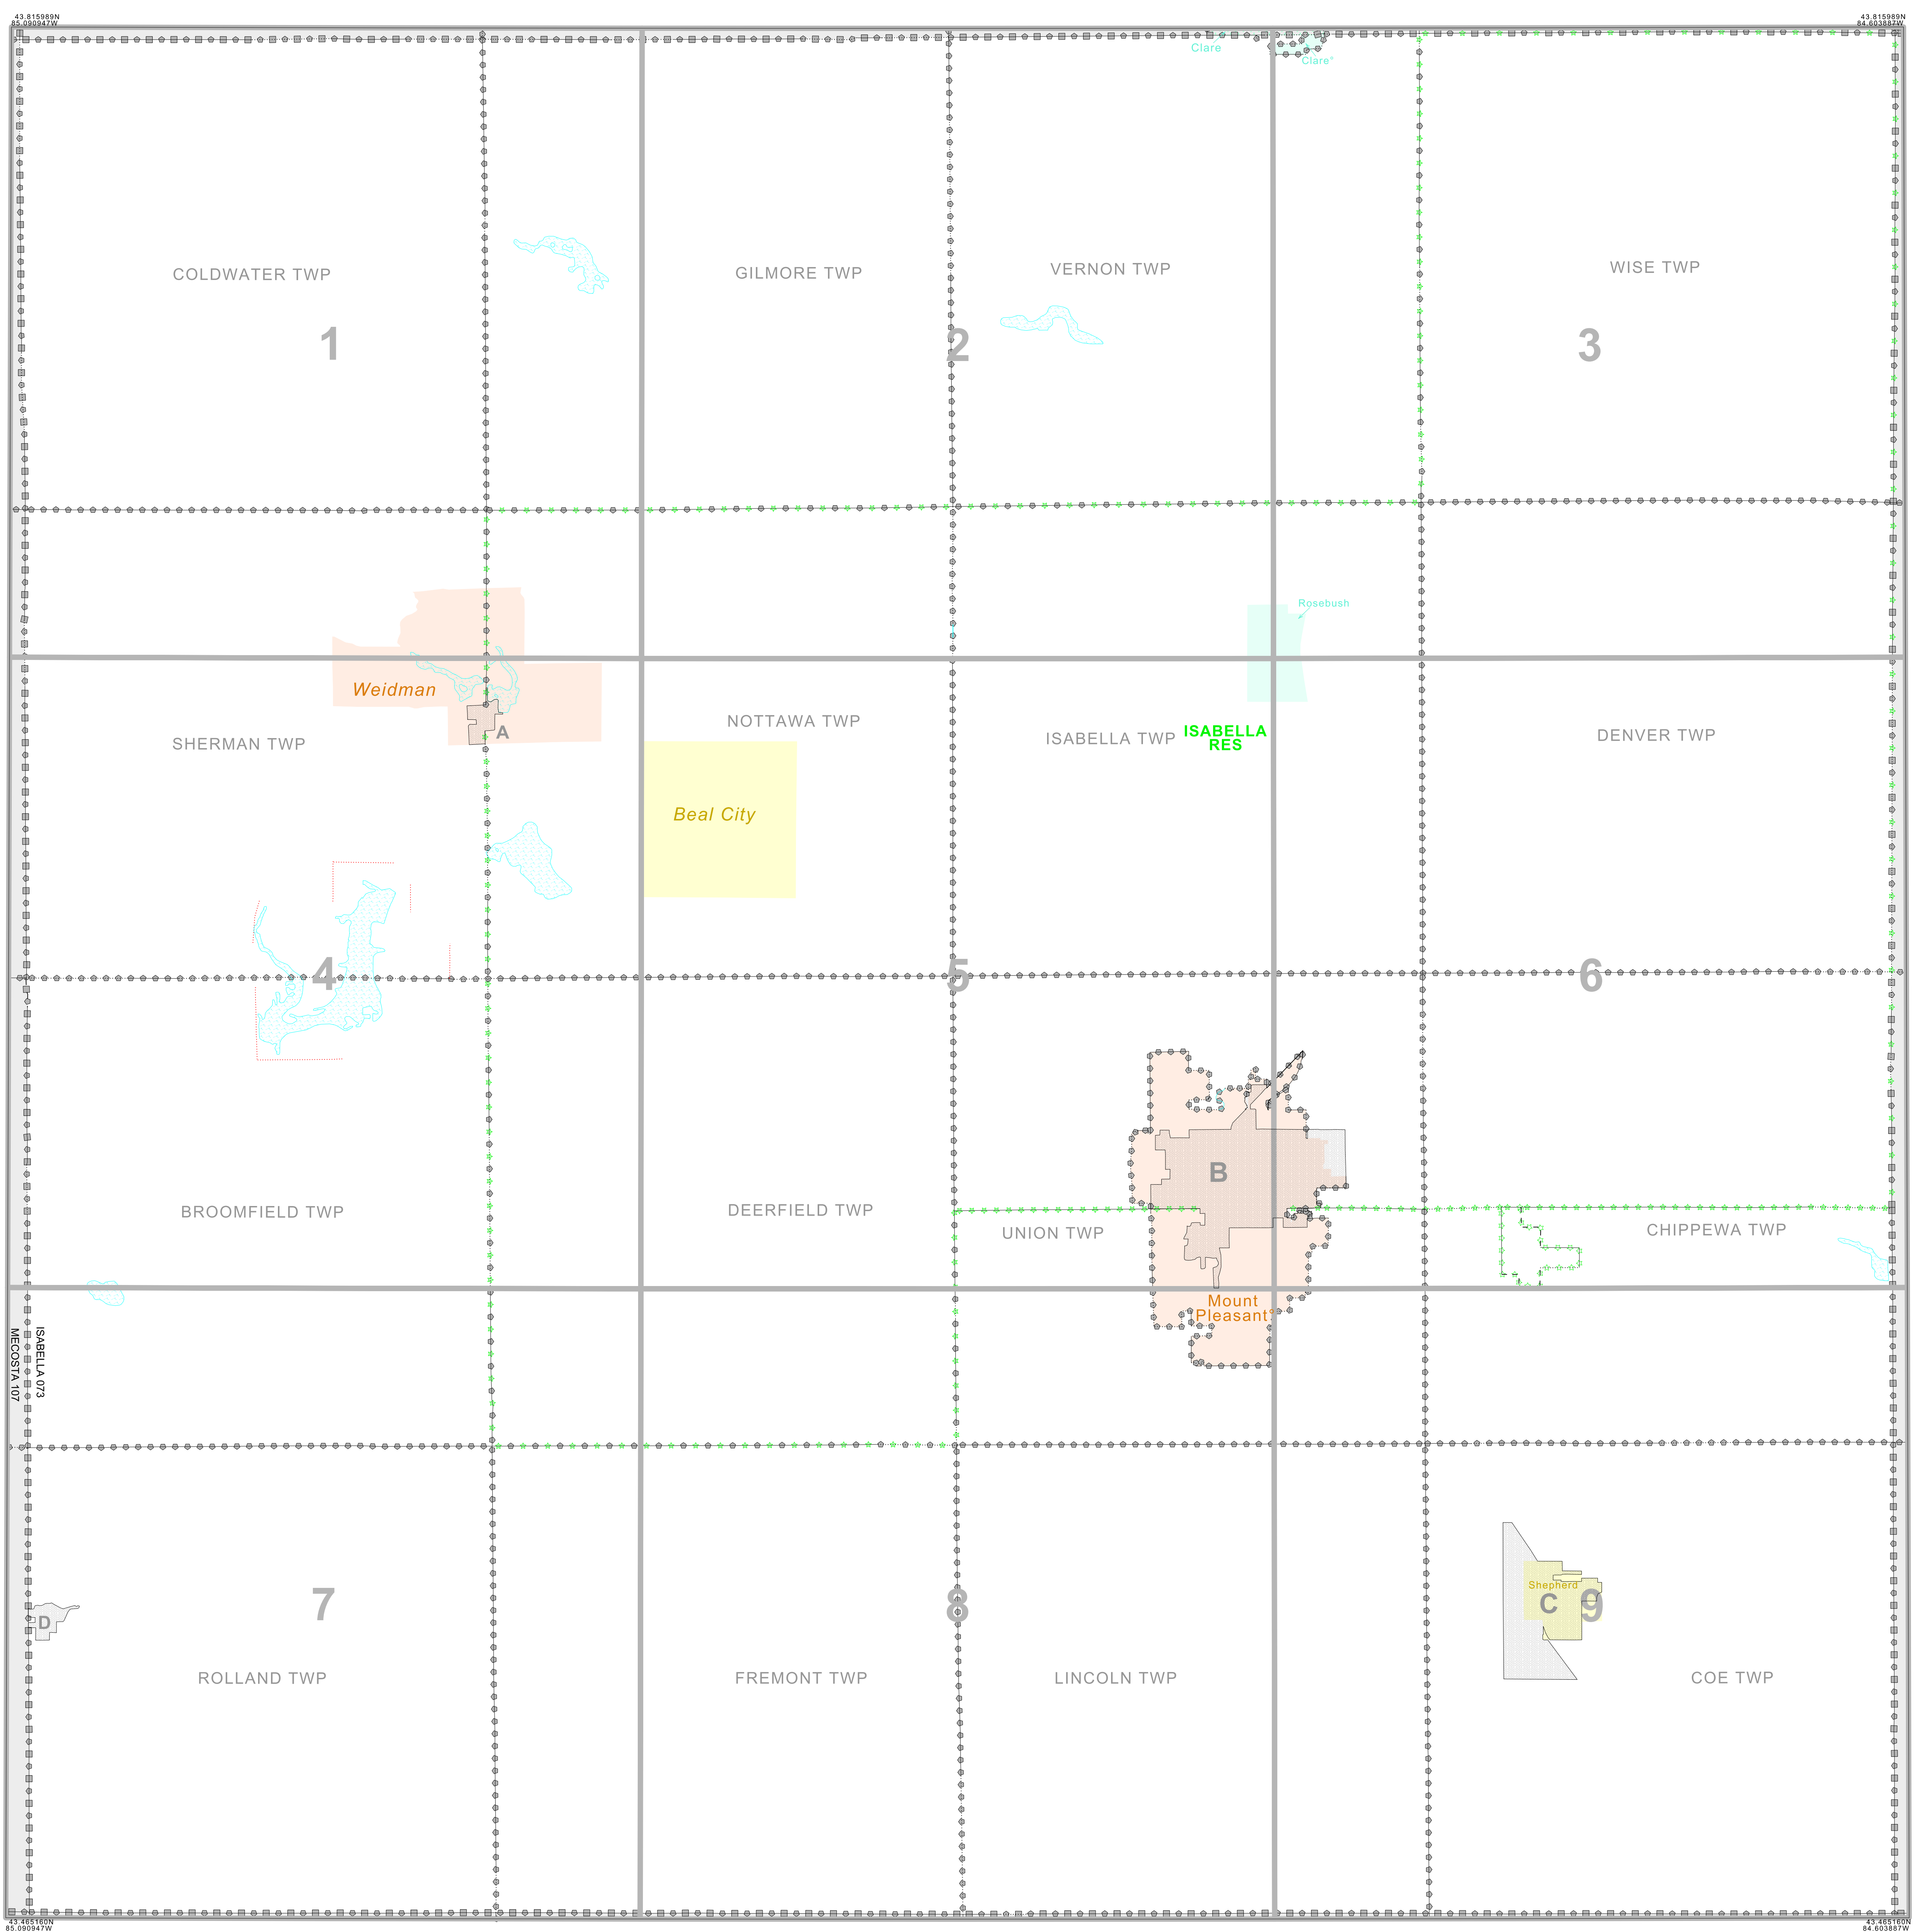 43.815989N
85.090947W
43.815989N
84.603887W
Clare
Clare*
COLDWATER TWP
GILMORE TWP
VERNON TWP
WISE TWP
1
2
3
Rosebush
Weidman
A
SHERMAN TWP
NOTTAWA TWP
ISABELLA TWP
ISABELLA
RES
DENVER TWP
Beal City
4
5
6
B
BROOMFIELD TWP
DEERFIELD TWP
UNION TWP
CHIPPEWA TWP
Mount
Pleasant°
MECOSTA 107
ISABELLA 073
Shepherd
7
8
C
9
D
ROLLAND TWP
FREMONT TWP
LINCOLN TWP
COE TWP
43.465160N
85.090947W
43.465160N
84.603887W